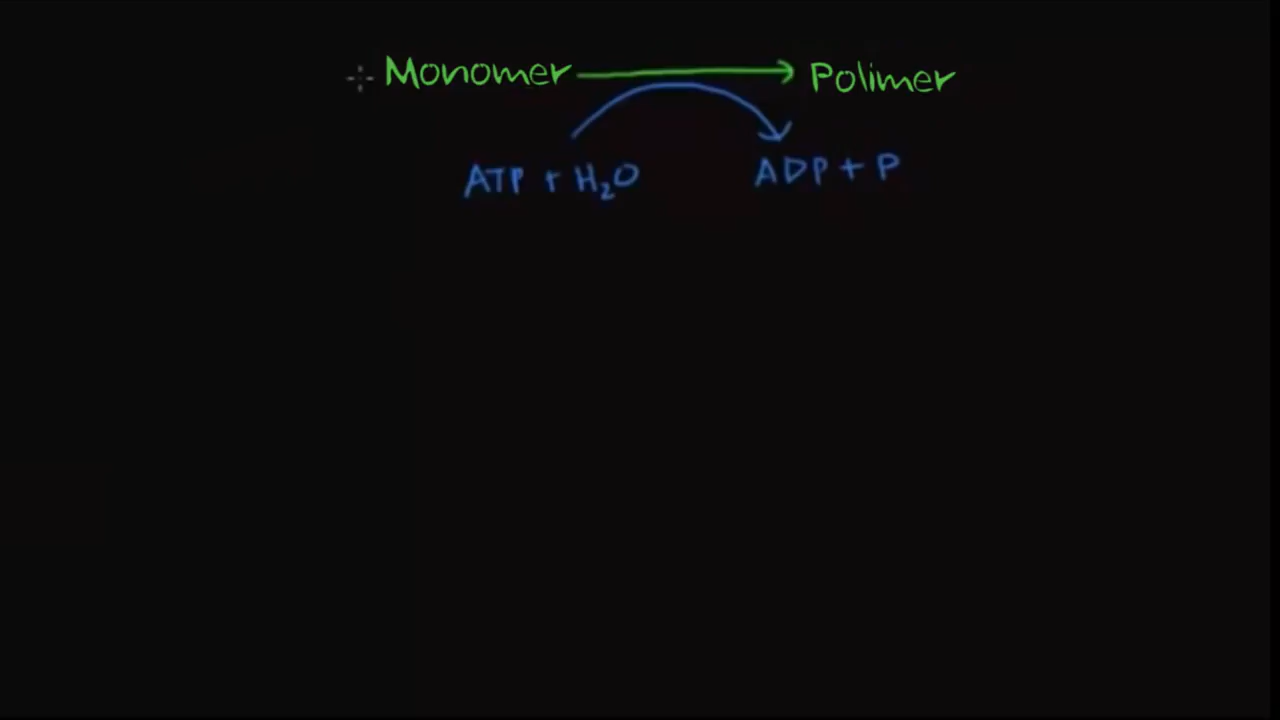 Monomer → Polimer
ATP + H₂O ADP + P